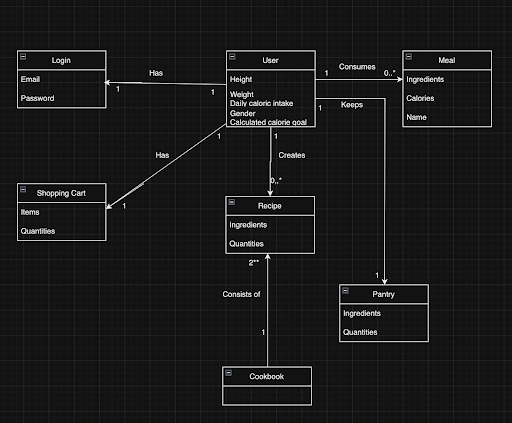 Login
Email
Password
Has
1
1
User
Height
Weight
Daily caloric intake
Gender
Calculated calorie goal
Consumes
1
0..*
Meal
Ingredients
Calories
Name
1
Keeps
1
Has
1
1
Creates
0,.*
Shopping Cart
Items
Quantities
Recipe
Ingredients
Quantities
2**
Consists of
1
1
Pantry
Ingredients
Quantities
Cookbook